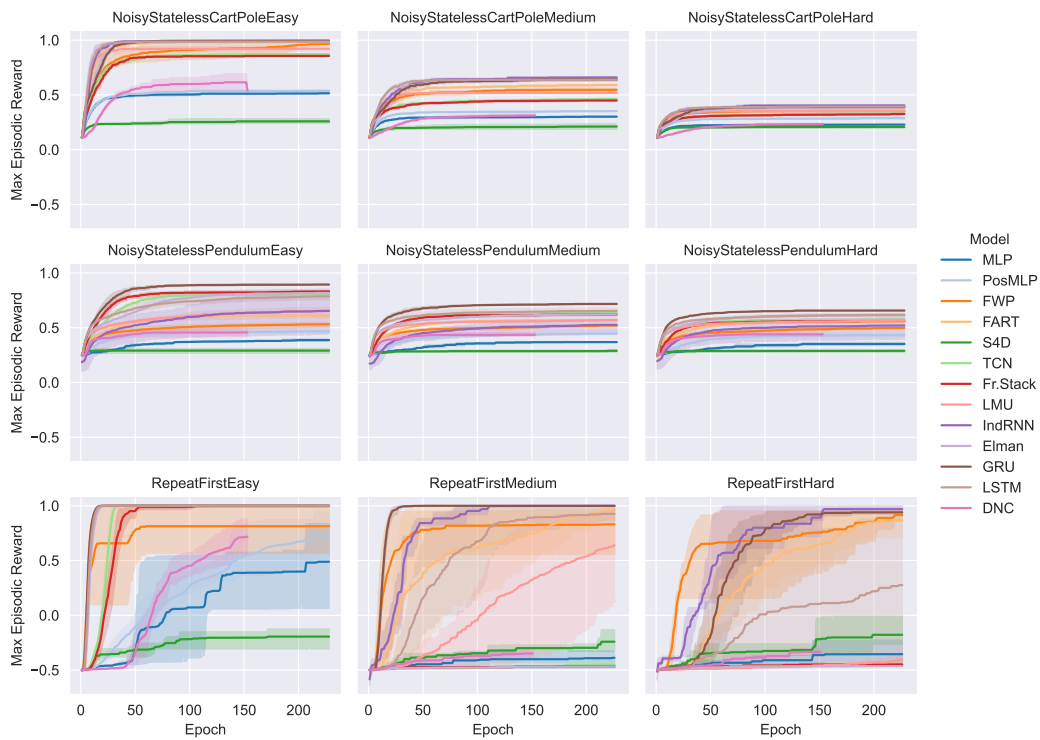 NoisyStatelessCartPoleEasy
NoisyStatelessCartPoleMedium
NoisyStatelessCartPoleHard
Max Episodic Reward
1.0
0.5
0.0
−0.5
NoisyStatelessPendulumEasy
NoisyStatelessPendulumMedium
NoisyStatelessPendulumHard
Max Episodic Reward
1.0
0.5
0.0
−0.5
RepeatFirstEasy
RepeatFirstMedium
RepeatFirstHard
Max Episodic Reward
1.0
0.5
0.0
−0.5
0 50 100 150 200
0 50 100 150 200
0 50 100 150 200
Epoch
Epoch
Epoch
Model
MLP
PosMLP
FWP
FART
S4D
TCN
Fr.Stack
LMU
IndRNN
Elman
GRU
LSTM
DNC